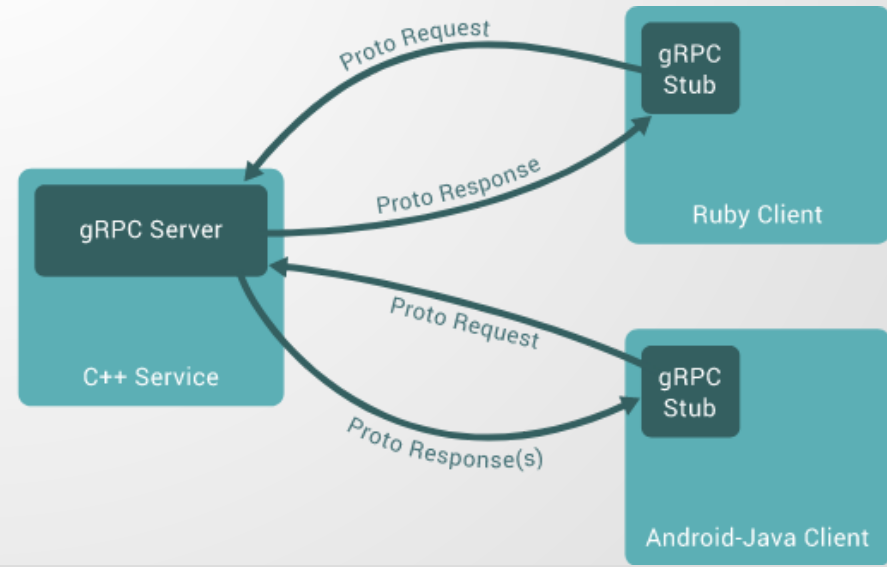 Proto Request
gRPC
Stub
Proto Response
Ruby Client
gRPC Server
C++ Service
Proto Request
gRPC
Stub
Proto Response(s)
Android-Java Client